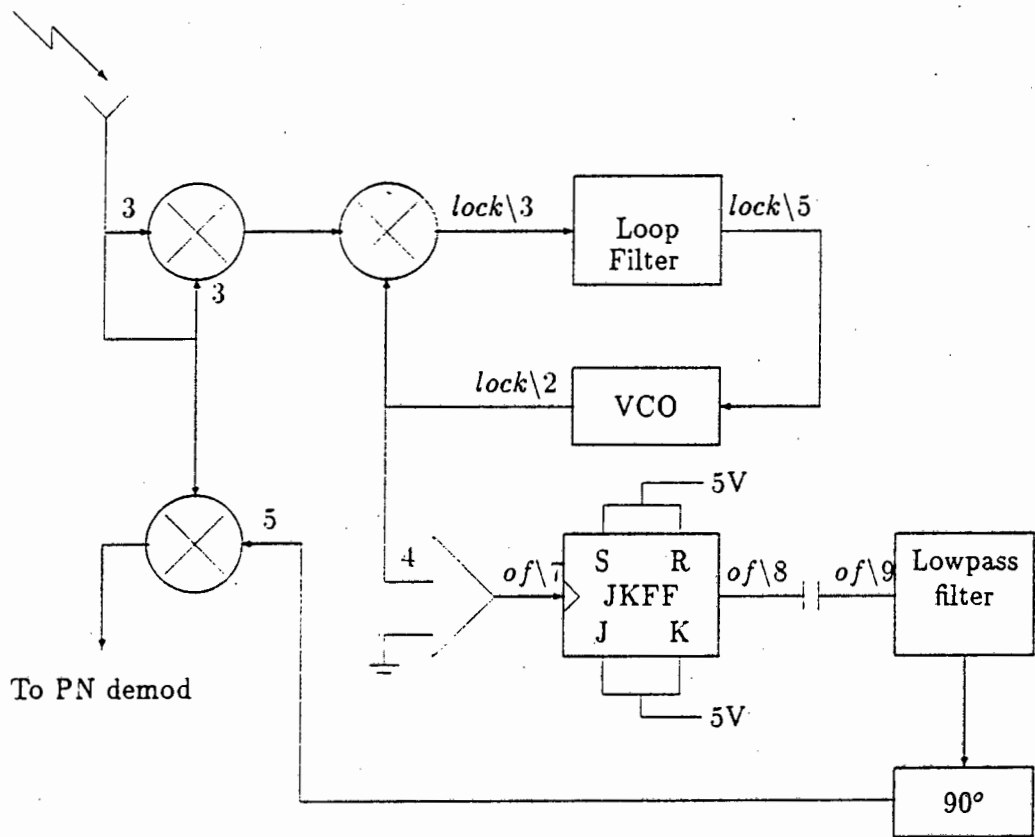 3
lock\3
Loop
Filter
lock\5
3
lock\2
VCO
5V
5
4
of\7
S R
JKFF
J K
of\8
of\9
Lowpass
filter
To PN demod
5V
90°